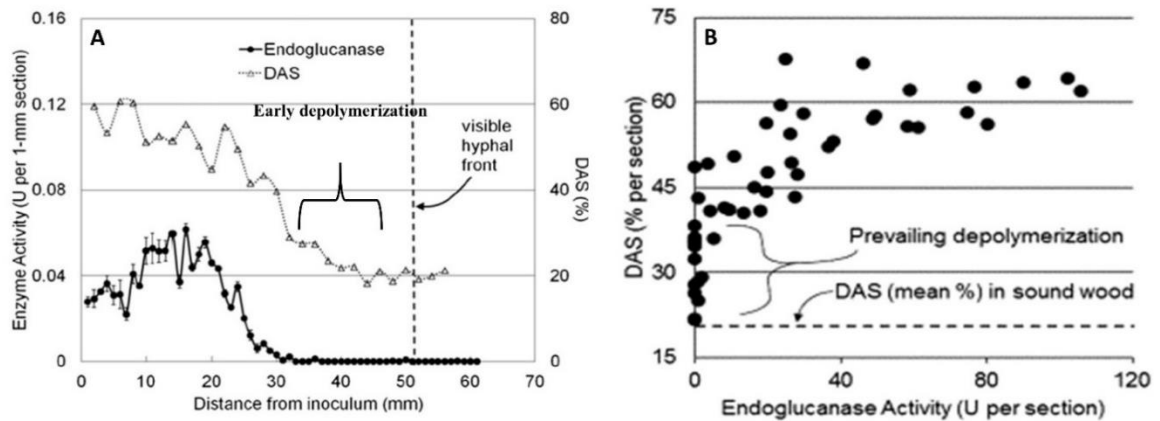 A
Endoglucanase
DAS
Early depolymerization
visible
hyphal
front
Enzyme Activity (U per 1-mm section)
0.16
0.12
0.08
0.04
0
80
60
40
20
0
DAS (%)
0 10 20 30 40 50 60 70
Distance from inoculum (mm)
B
DAS (% per section)
75
60
45
30
15
Prevailing depolymerization
DAS (mean %) in sound wood
0 40 80 120
Endoglucanase Activity (U per section)